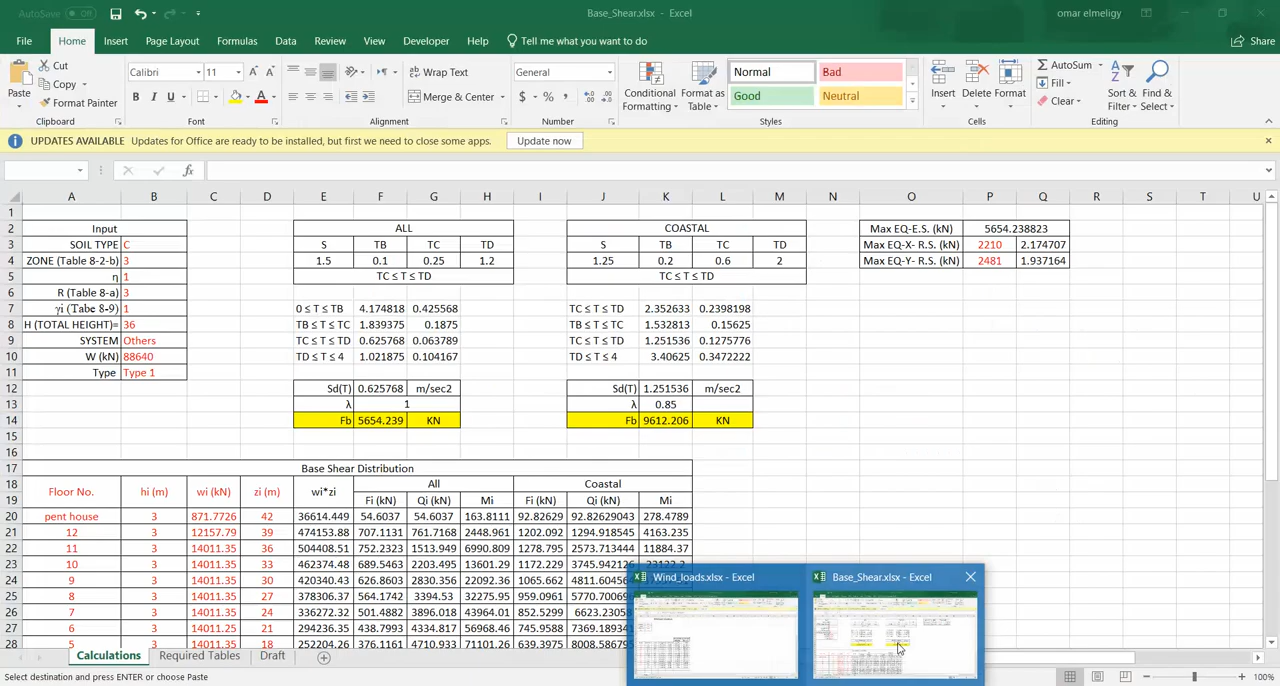 AutoSave Off Base_Shear.xlsx - Excel omar elmeligy
File Home Insert Page Layout Formulas Data Review View Developer Help Tell me what you want to do Share
Paste Cut Copy Format Painter Clipboard
Calibri 11 B I U Font
Wrap Text Merge & Center Alignment
General $ % , Number
Conditional Formatting Format as Table Normal Bad Good Neutral Styles
Insert Delete Format Cells
AutoSum Fill Clear Sort & Filter Find & Select Editing
UPDATES AVAILABLE Updates for Office are ready to be installed, but first we need to close some apps. Update now
fx
A B C D E F G H I J K L M N O P Q R S T U
1
2 Input ALL COASTAL Max EQ-E.S. (kN) 5654.238823
3 SOIL TYPE C S TB TC TD S TB TC TD Max EQ-X- R.S. (kN) 2210 2.174707
4 ZONE (Table 8-2-b) 3 1.5 0.1 0.25 1.2 1.25 0.2 0.6 2 Max EQ-Y- R.S. (kN) 2481 1.937164
5 η 1 TC ≤ T ≤ TD TC ≤ T ≤ TD
6 R (Table 8-a) 3
7 γi (Tabe 8-9) 1 0 ≤ T ≤ TB 4.174818 0.425568 TC ≤ T ≤ TD 2.352633 0.2398198
8 H (TOTAL HEIGHT)= 36 TB ≤ T ≤ TC 1.839375 0.1875 TB ≤ T ≤ TC 1.532813 0.15625
9 SYSTEM Others TC ≤ T ≤ TD 0.625768 0.063789 TC ≤ T ≤ TD 1.251536 0.1275776
10 W (kN) 88640 TD ≤ T ≤ 4 1.021875 0.104167 TD ≤ T ≤ 4 3.40625 0.3472222
11 Type Type 1
12 Sd(T) 0.625768 m/sec2 Sd(T) 1.251536 m/sec2
13 λ 1 λ 0.85
14 Fb 5654.239 KN Fb 9612.206 KN
15
16
17 Base Shear Distribution
18 Floor No. hi (m) wi (kN) zi (m) wi*zi All Coastal
19 Fi (kN) Qi (kN) Mi Fi (kN) Qi (kN) Mi
20 pent house 3 871.7726 42 36614.449 54.6037 54.6037 163.8111 92.82629 92.82629043 278.4789
21 12 3 12157.79 39 474153.88 707.1131 761.7168 2448.961 1202.092 1294.918545 4163.235
22 11 3 14011.35 36 504408.51 752.2323 1513.949 6990.809 1278.795 2573.713444 11884.37
23 10 3 14011.35 33 462374.48 689.5463 2203.495 13601.29 1172.229 3745.942126
24 9 3 14011.35 30 420340.43 626.8603 2830.356 22092.36 1065.662
25 8 3 14011.35 27 378306.37 564.1742 3394.53 32275.95 959.0961
26 7 3 14011.35 24 336272.32 501.4882 3896.018 43964.01 852.5299 6623.23
27 6 3 14011.25 21 294236.35 438.7993 4334.817 56968.46 745.9588 7369.18934
28 5 3 14011.26 18 252204.26 376.1161 4710.933 71101.26 639.3975 8008.58679
Wind_loads.xlsx - Excel Base_Shear.xlsx - Excel
Calculations Required Tables Draft
Select destination and press ENTER or choose Paste 100%